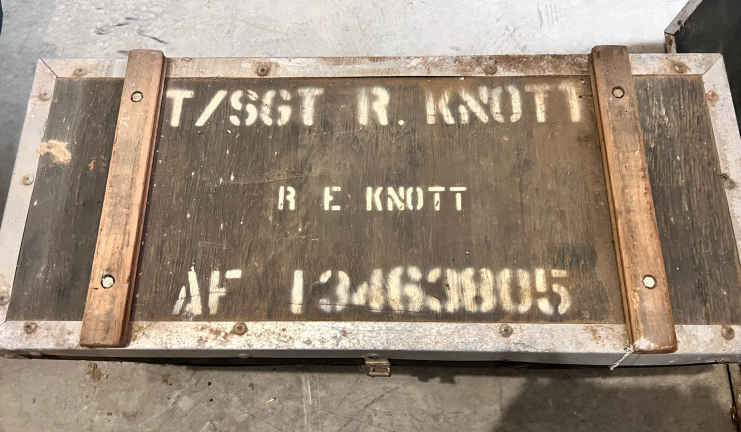 T/SGT R. KNOTT
R E KNOTT
AF 13463805